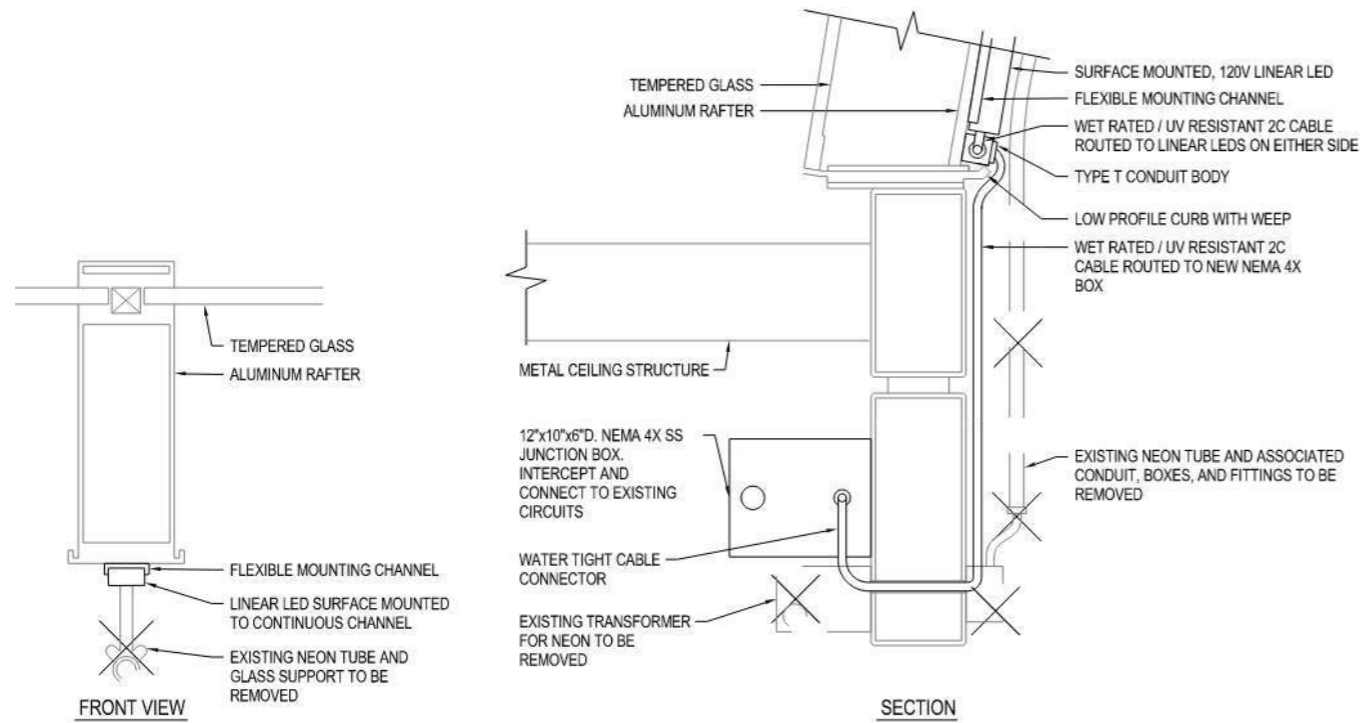 TEMPERED GLASS
ALUMINUM RAFTER
FLEXIBLE MOUNTING CHANNEL
LINEAR LED SURFACE MOUNTED
TO CONTINUOUS CHANNEL
EXISTING NEON TUBE AND
GLASS SUPPORT TO BE
REMOVED
FRONT VIEW
TEMPERED GLASS
ALUMINUM RAFTER
METAL CEILING STRUCTURE
12"x10"x6"D. NEMA 4X SS
JUNCTION BOX.
INTERCEPT AND
CONNECT TO EXISTING
CIRCUITS
WATER TIGHT CABLE
CONNECTOR
EXISTING TRANSFORMER
FOR NEON TO BE
REMOVED
SURFACE MOUNTED, 120V LINEAR LED
FLEXIBLE MOUNTING CHANNEL
WET RATED / UV RESISTANT 2C CABLE
ROUTED TO LINEAR LEDS ON EITHER SIDE
TYPE T CONDUIT BODY
LOW PROFILE CURB WITH WEEP
WET RATED / UV RESISTANT 2C
CABLE ROUTED TO NEW NEMA 4X
BOX
EXISTING NEON TUBE AND ASSOCIATED
CONDUIT, BOXES, AND FITTINGS TO BE
REMOVED
SECTION